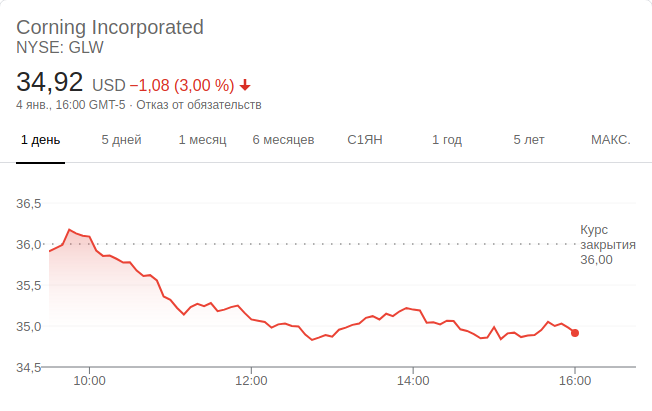 Corning Incorporated
NYSE: GLW
34,92 USD −1,08 (3,00 %)
4 янв., 16:00 GMT-5 · Отказ от обязательств
1 день 5 дней 1 месяц 6 месяцев С1ЯН 1 год 5 лет МАКС.
36,5
36,0
35,5
35,0
34,5
Курс
закрытия
36,00
10:00 12:00 14:00 16:00